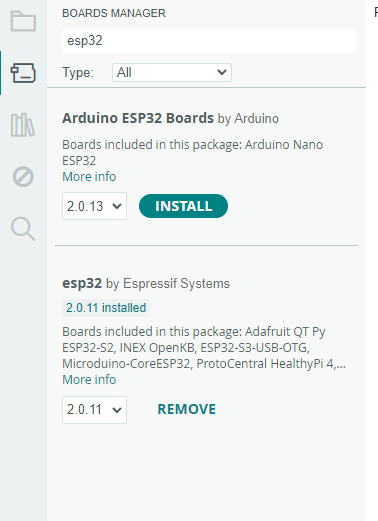 F
BOARDS MANAGER
esp32
Type: All
Arduino ESP32 Boards by Arduino
Boards included in this package: Arduino Nano
ESP32
More info
2.0.13 INSTALL
esp32 by Espressif Systems
2.0.11 installed
Boards included in this package: Adafruit QT Py
ESP32-S2, INEX OpenKB, ESP32-S3-USB-OTG,
Microduino-CoreESP32, ProtoCentral HealthyPi 4,...
More info
2.0.11 REMOVE